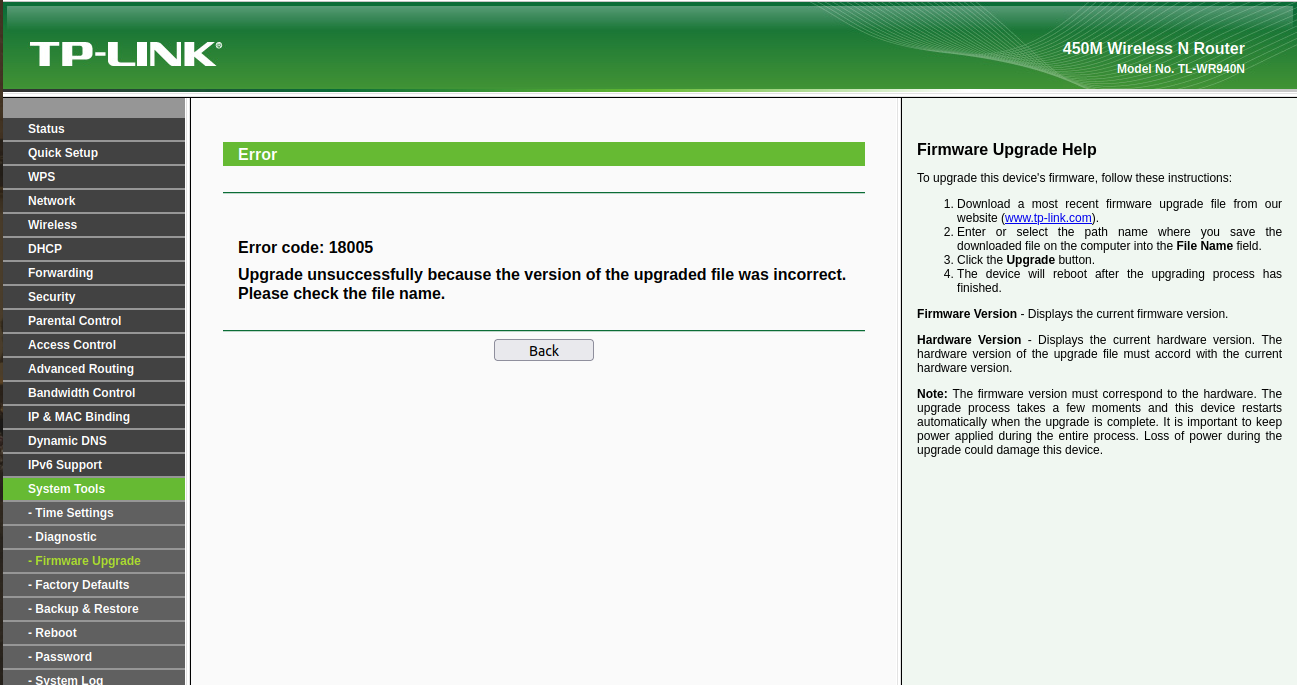 TP-LINK®
450M Wireless N Router
Model No. TL-WR940N
Status
Quick Setup
WPS
Network
Wireless
DHCP
Forwarding
Security
Parental Control
Access Control
Advanced Routing
Bandwidth Control
IP & MAC Binding
Dynamic DNS
IPv6 Support
System Tools
- Time Settings
- Diagnostic
- Firmware Upgrade
- Factory Defaults
- Backup & Restore
- Reboot
- Password
- System Log
Error
Error code: 18005
Upgrade unsuccessfully because the version of the upgraded file was incorrect.
Please check the file name.
Back
Firmware Upgrade Help
To upgrade this device's firmware, follow these instructions:
1. Download a most recent firmware upgrade file from our
website (www.tp-link.com).
2. Enter or select the path name where you save the
downloaded file on the computer into the File Name field.
3. Click the Upgrade button.
4. The device will reboot after the upgrading process has
finished.
Firmware Version - Displays the current firmware version.
Hardware Version - Displays the current hardware version. The
hardware version of the upgrade file must accord with the current
hardware version.
Note: The firmware version must correspond to the hardware. The
upgrade process takes a few moments and this device restarts
automatically when the upgrade is complete. It is important to keep
power applied during the entire process. Loss of power during the
upgrade could damage this device.